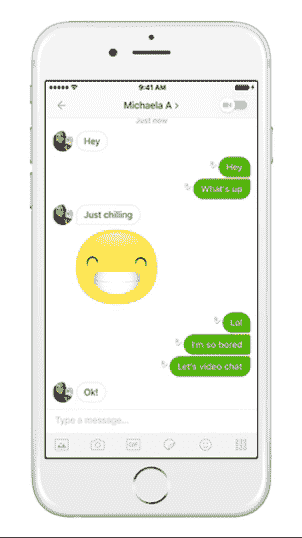 9:41 AM
Michaela A >
Just now
Hey
Hey
What's up
Just chilling
Lol
I'm so bored
Let's video chat
Ok!
Type a message...
GIF